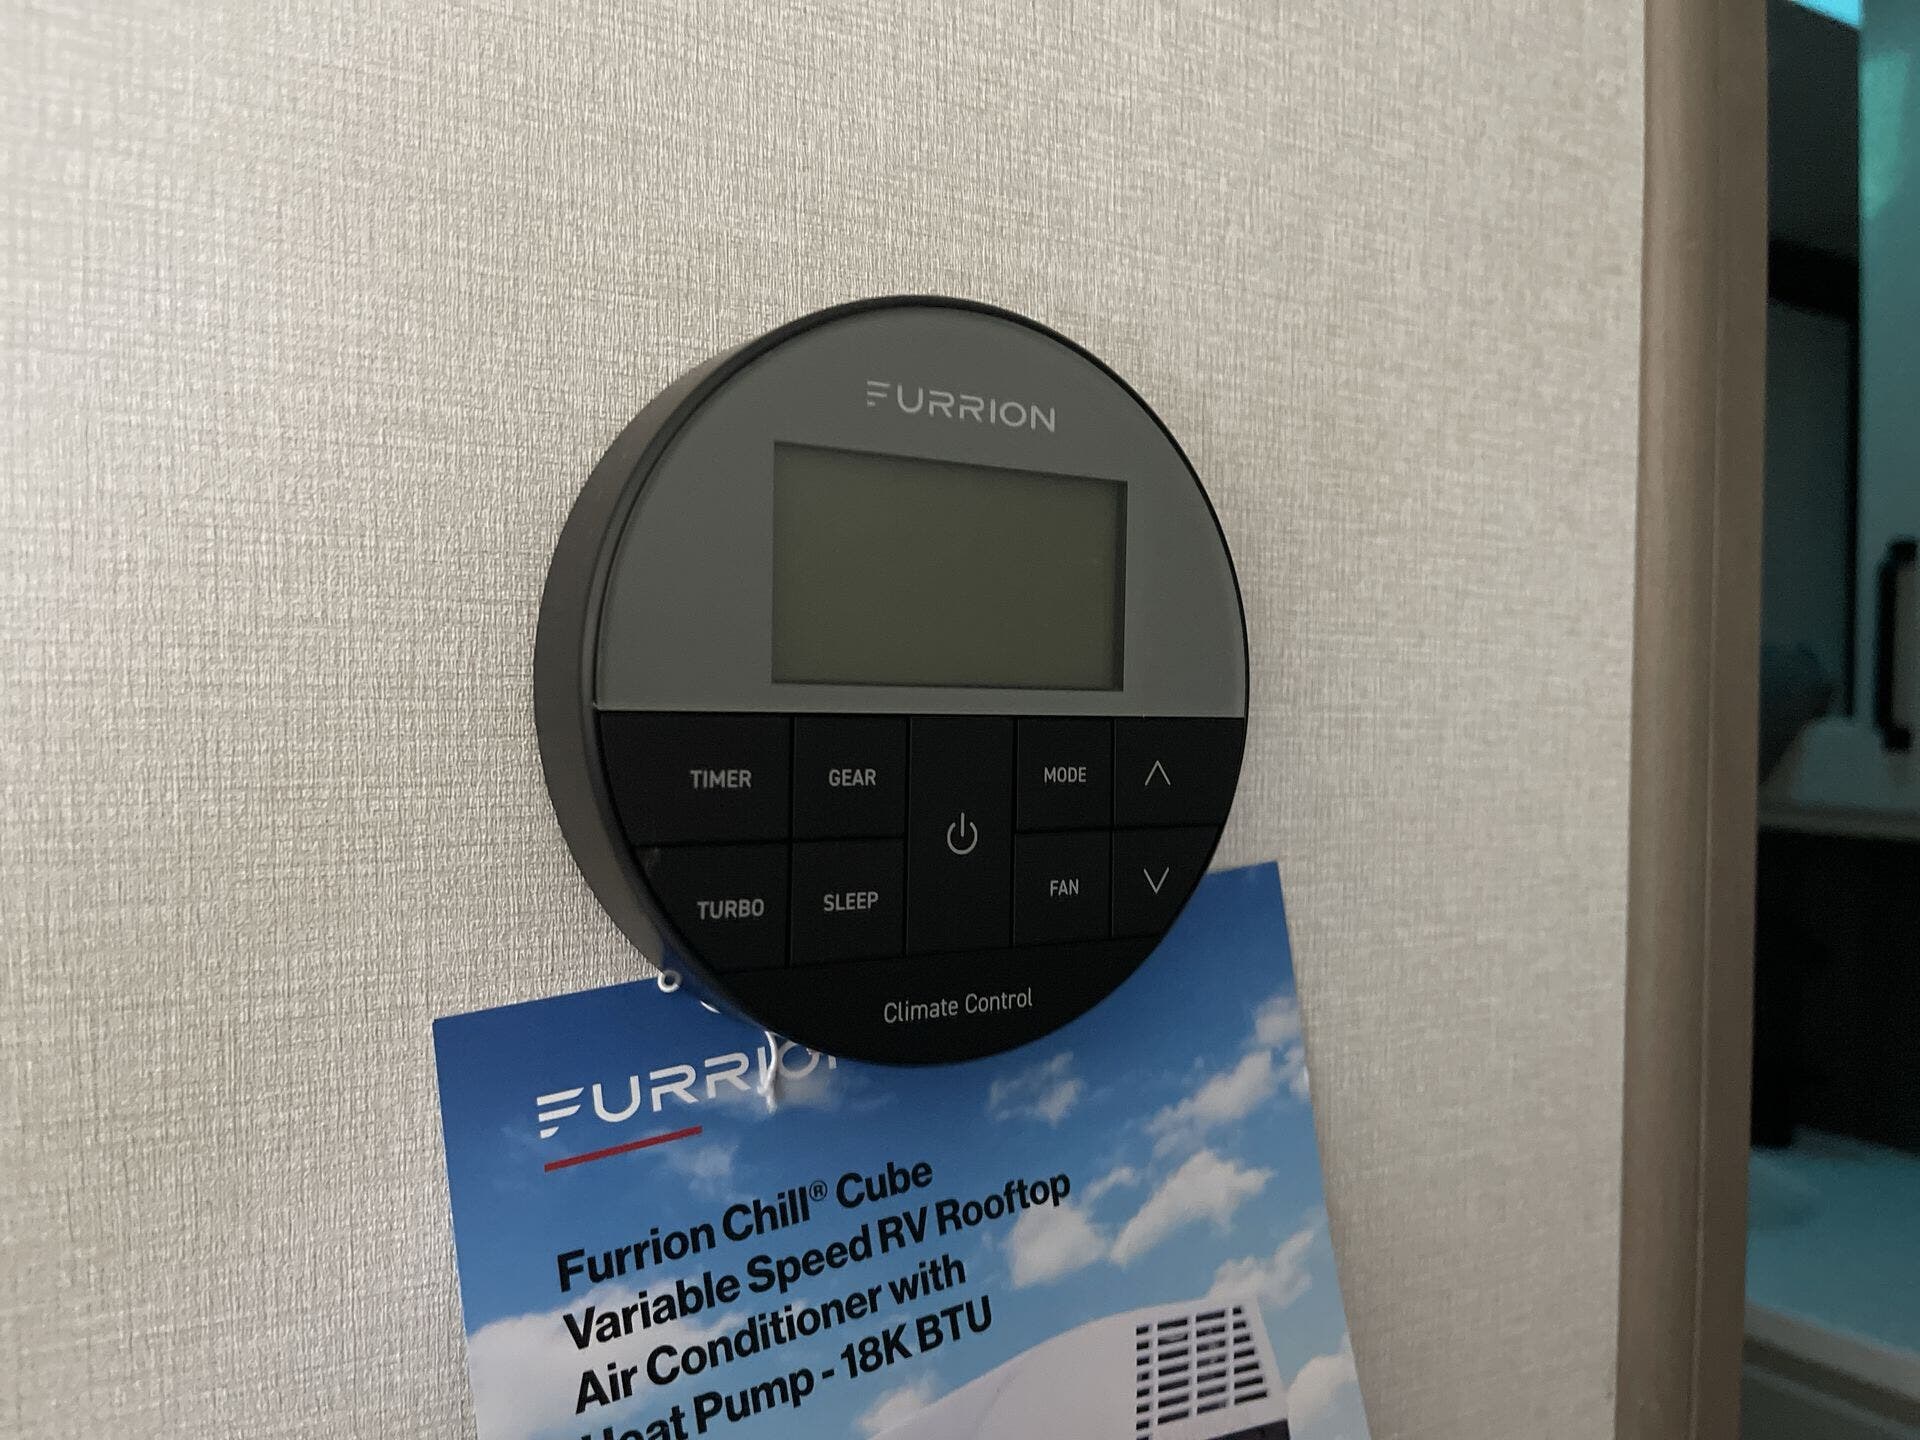 FURRION
TIMER GEAR MODE
TURBO SLEEP FAN
Climate Control
FURRION
Furrion Chill® Cube
Variable Speed RV Rooftop
Air Conditioner with
Heat Pump - 18K BTU